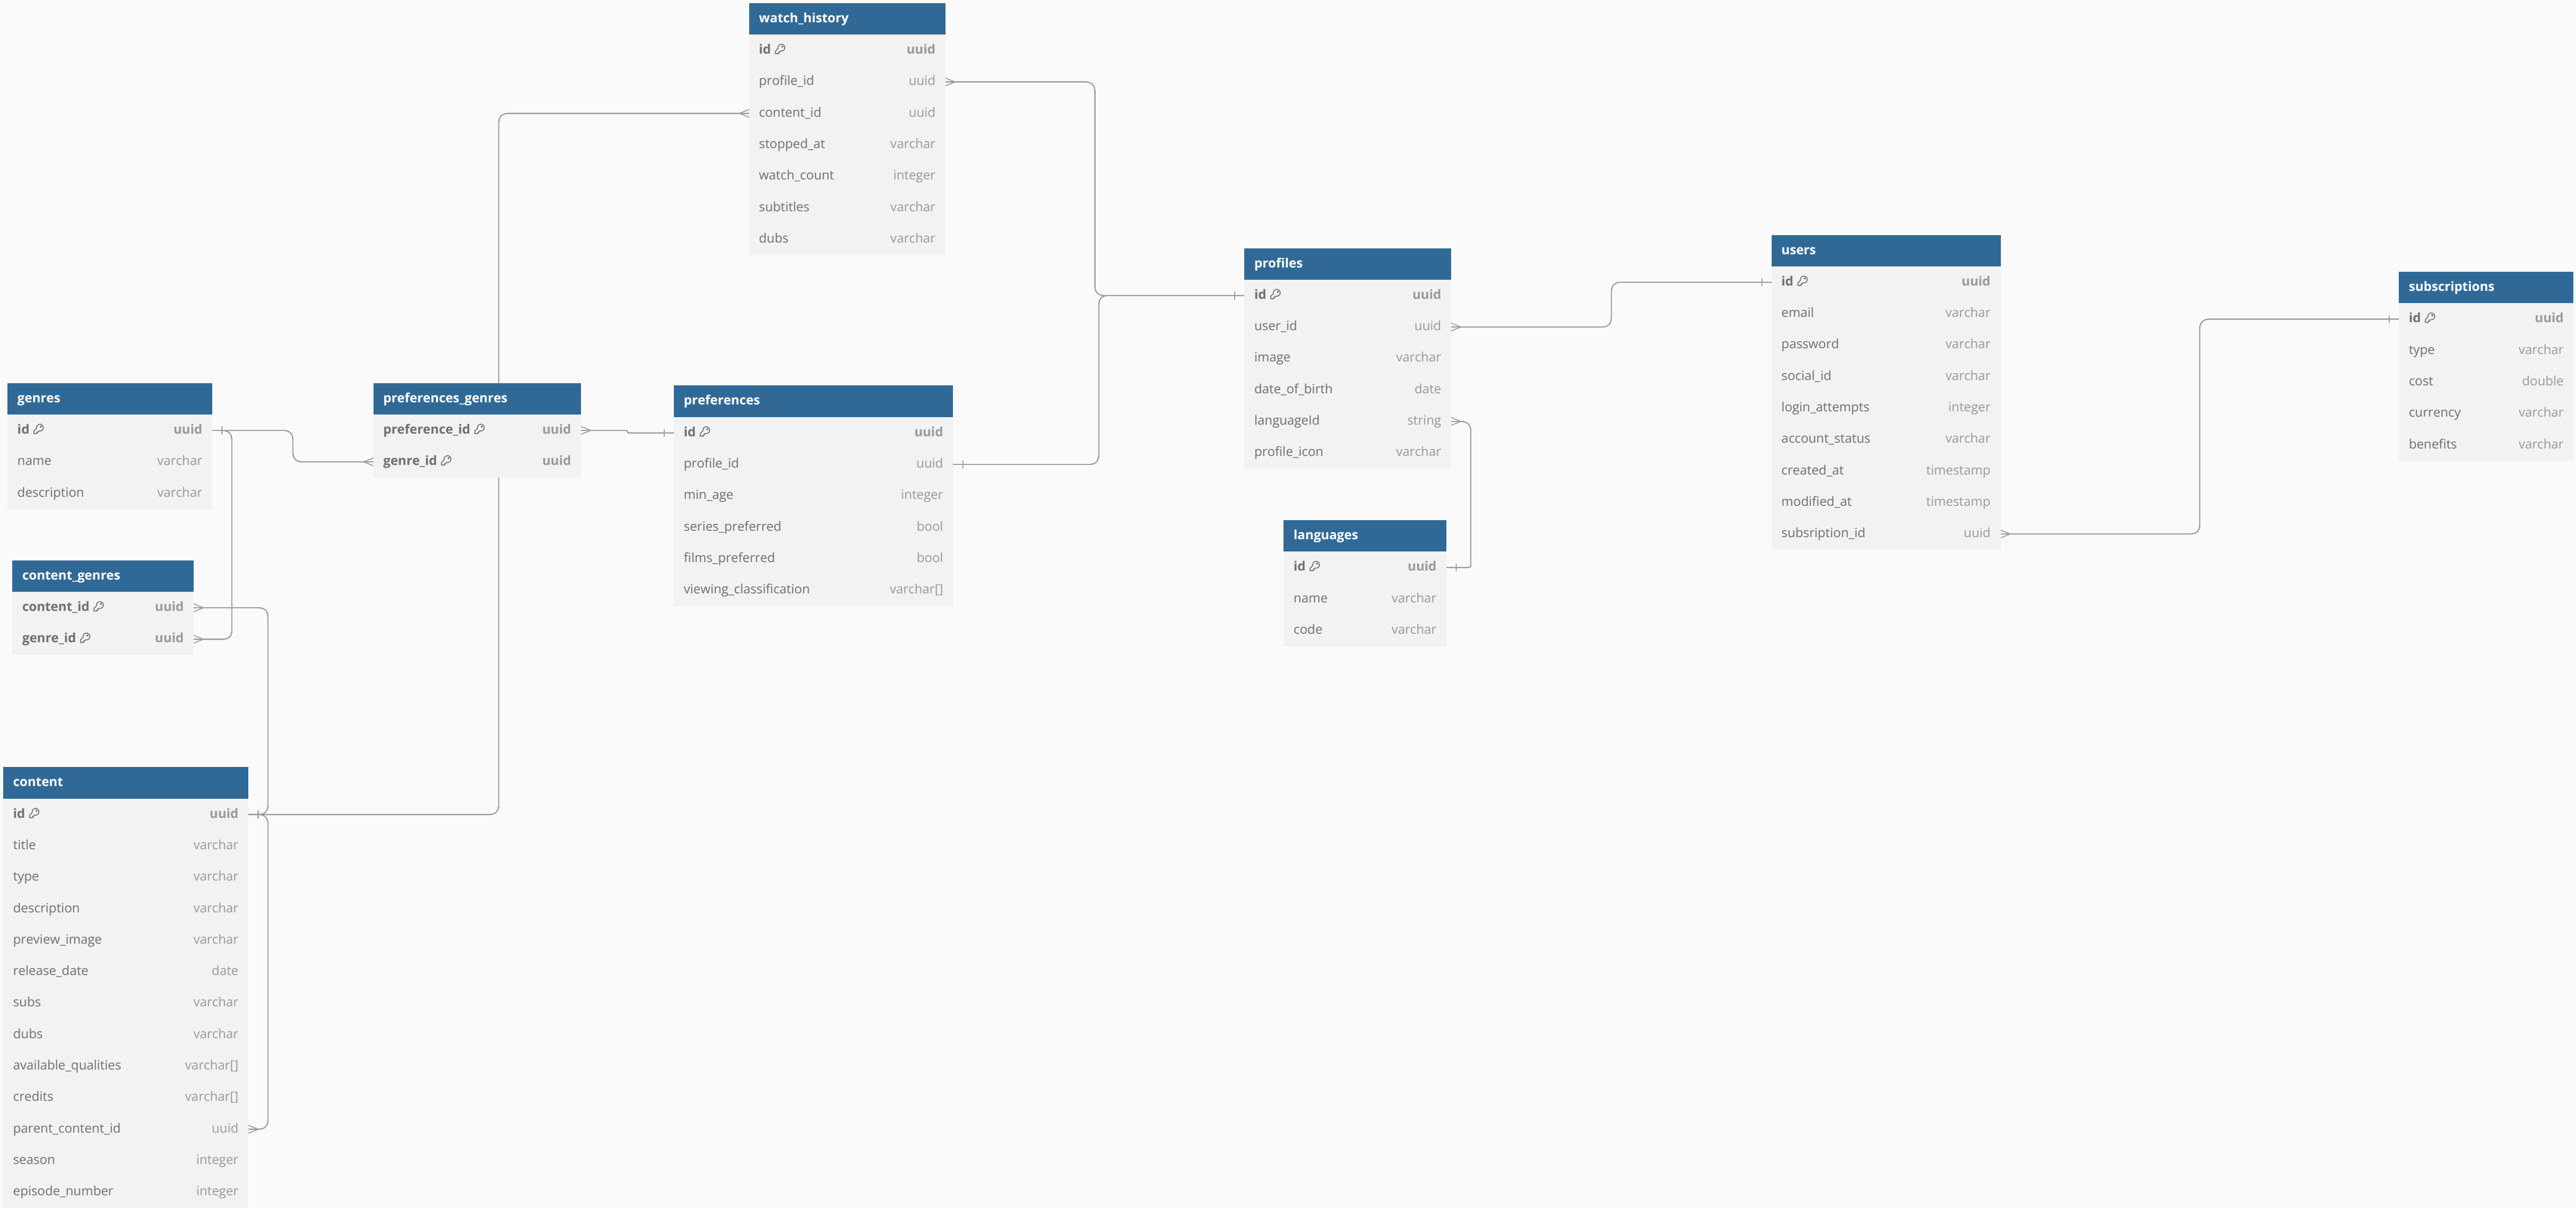 watch_history
id uuid
profile_id uuid
content_id uuid
stopped_at varchar
watch_count integer
subtitles varchar
dubs varchar
profiles
id uuid
user_id uuid
image varchar
date_of_birth date
languageId string
profile_icon varchar
users
id uuid
email varchar
password varchar
social_id varchar
login_attempts integer
account_status varchar
created_at timestamp
modified_at timestamp
subsription_id uuid
subscriptions
id uuid
type varchar
cost double
currency varchar
benefits varchar
genres
id uuid
name varchar
description varchar
preferences_genres
preference_id uuid
genre_id uuid
preferences
id uuid
profile_id uuid
min_age integer
series_preferred bool
films_preferred bool
viewing_classification varchar[]
languages
id uuid
name varchar
code varchar
content_genres
content_id uuid
genre_id uuid
content
id uuid
title varchar
type varchar
description varchar
preview_image varchar
release_date date
subs varchar
dubs varchar
available_qualities varchar[]
credits varchar[]
parent_content_id uuid
season integer
episode_number integer